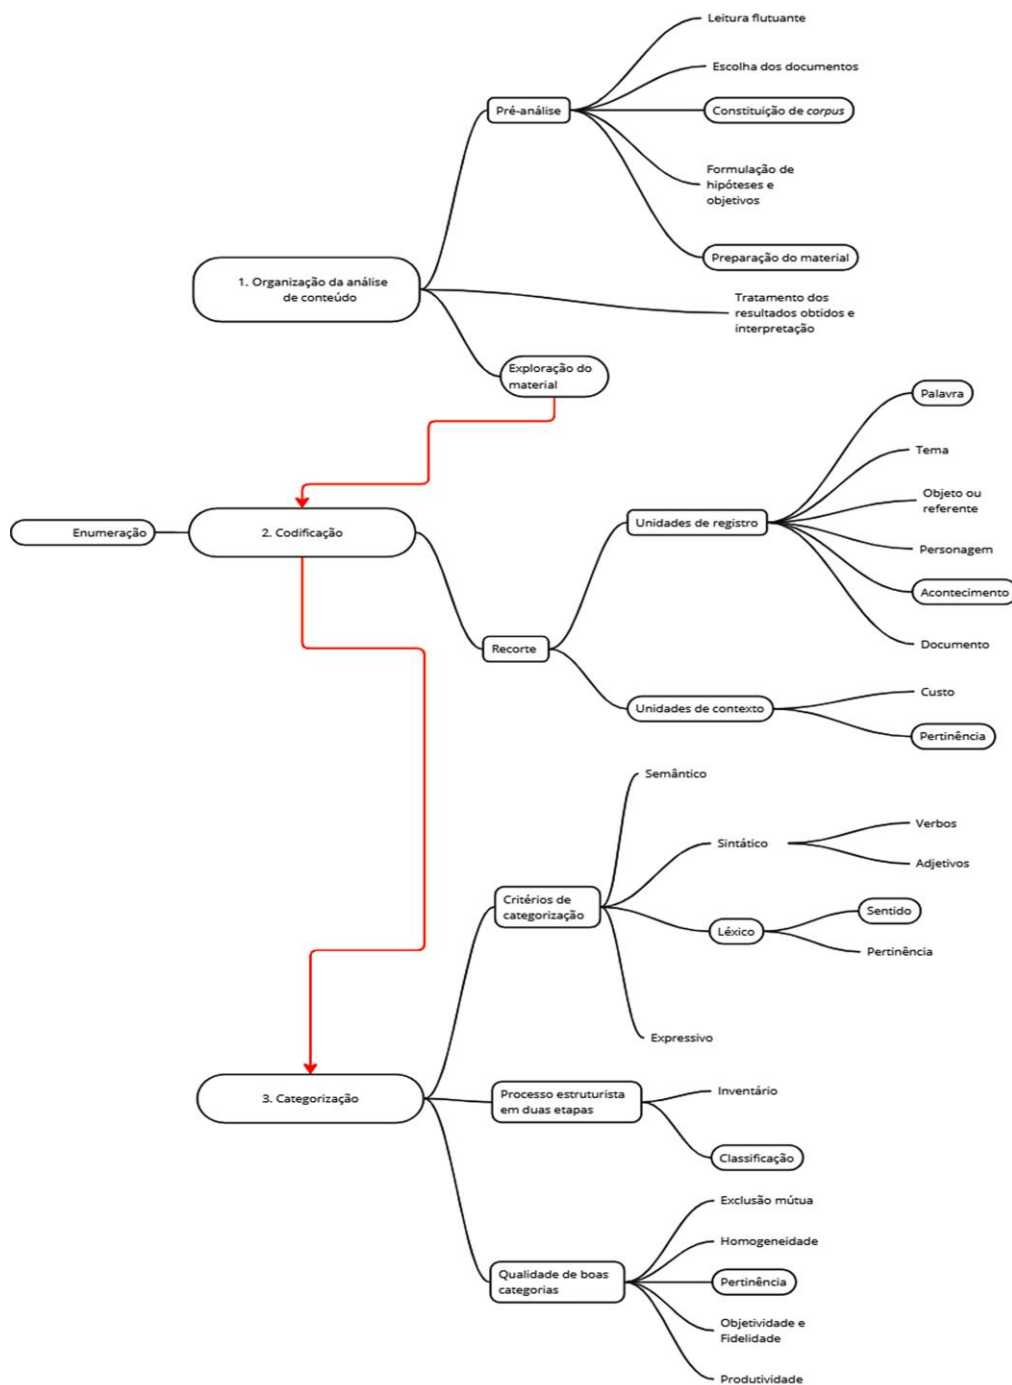 Leitura flutuante
Escolha dos documentos
Pré-análise
Constituição de corpus
Formulação de
hipóteses e
objetivos
Preparação do material
1. Organização da análise
de conteúdo
Tratamento dos
resultados obtidos e
interpretação
Exploração do
material
Palavra
Tema
Objeto ou
referente
Unidades de registro
Enumeração
2. Codificação
Personagem
Acontecimento
Documento
Recorte
Custo
Unidades de contexto
Pertinência
Semântico
Verbos
Sintático
Adjetivos
Critérios de
categorização
Sentido
Léxico
Pertinência
Expressivo
3. Categorização
Processo estruturista
em duas etapas
Inventário
Classificação
Exclusão mútua
Homogeneidade
Qualidade de boas
categorias
Pertinência
Objetividade e
Fidelidade
Produtividade